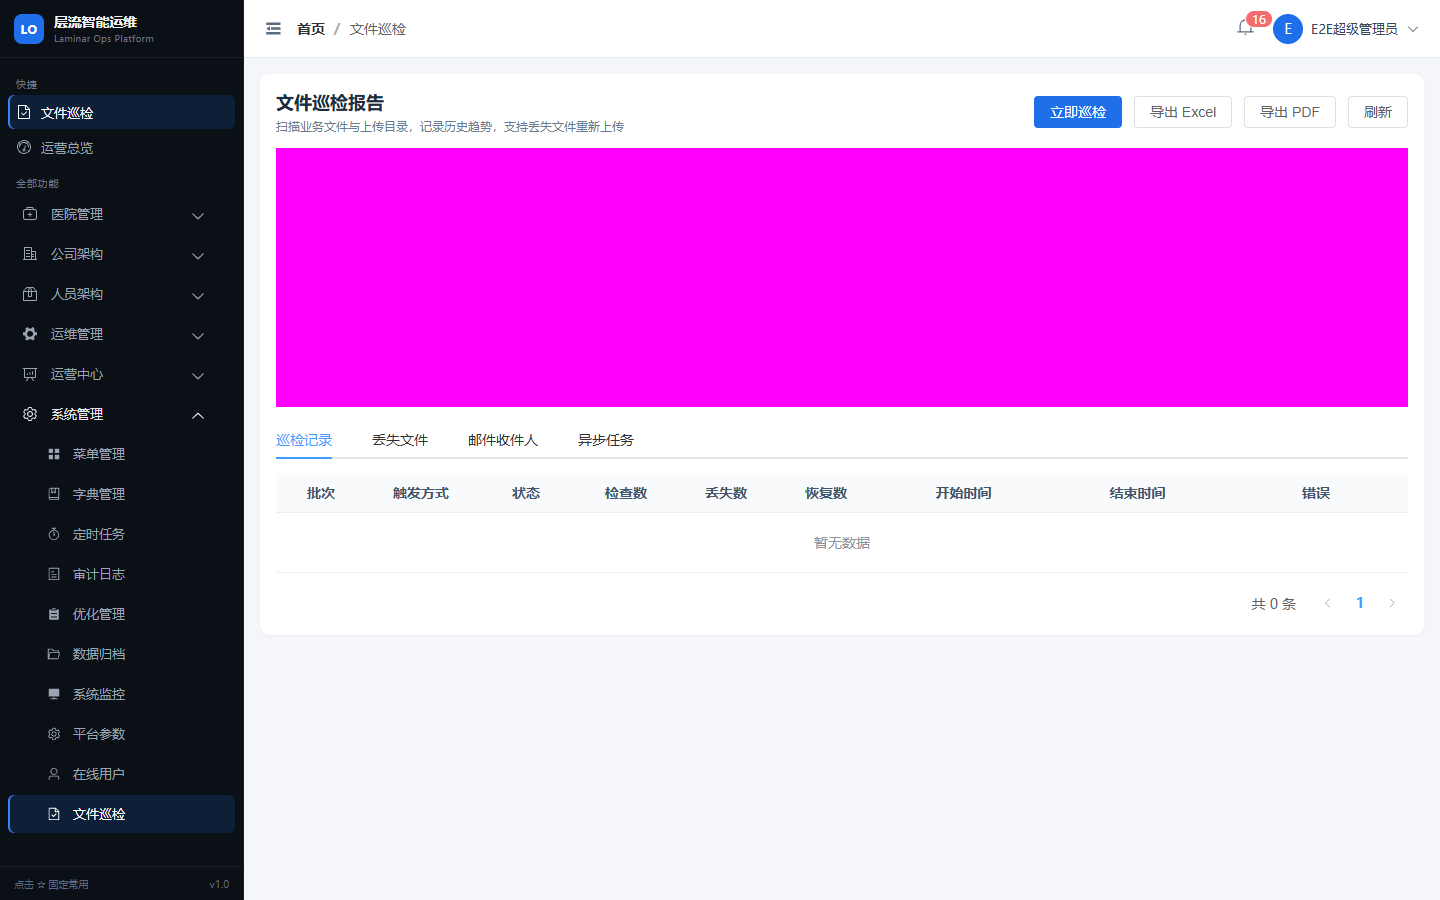 LO
层流智能运维
Laminar Ops Platform
快捷
文件巡检
运营总览
全部功能
医院管理
公司架构
人员架构
运维管理
运营中心
系统管理
菜单管理
字典管理
定时任务
审计日志
优化管理
数据归档
系统监控
平台参数
在线用户
文件巡检
点击 ☆ 固定常用 v1.0
首页 / 文件巡检
16
E
E2E超级管理员
文件巡检报告
扫描业务文件与上传目录，记录历史趋势，支持丢失文件重新上传
立即巡检 导出 Excel 导出 PDF 刷新
巡检记录 丢失文件 邮件收件人 异步任务
批次 触发方式 状态 检查数 丢失数 恢复数 开始时间 结束时间 错误
暂无数据
共 0 条 1